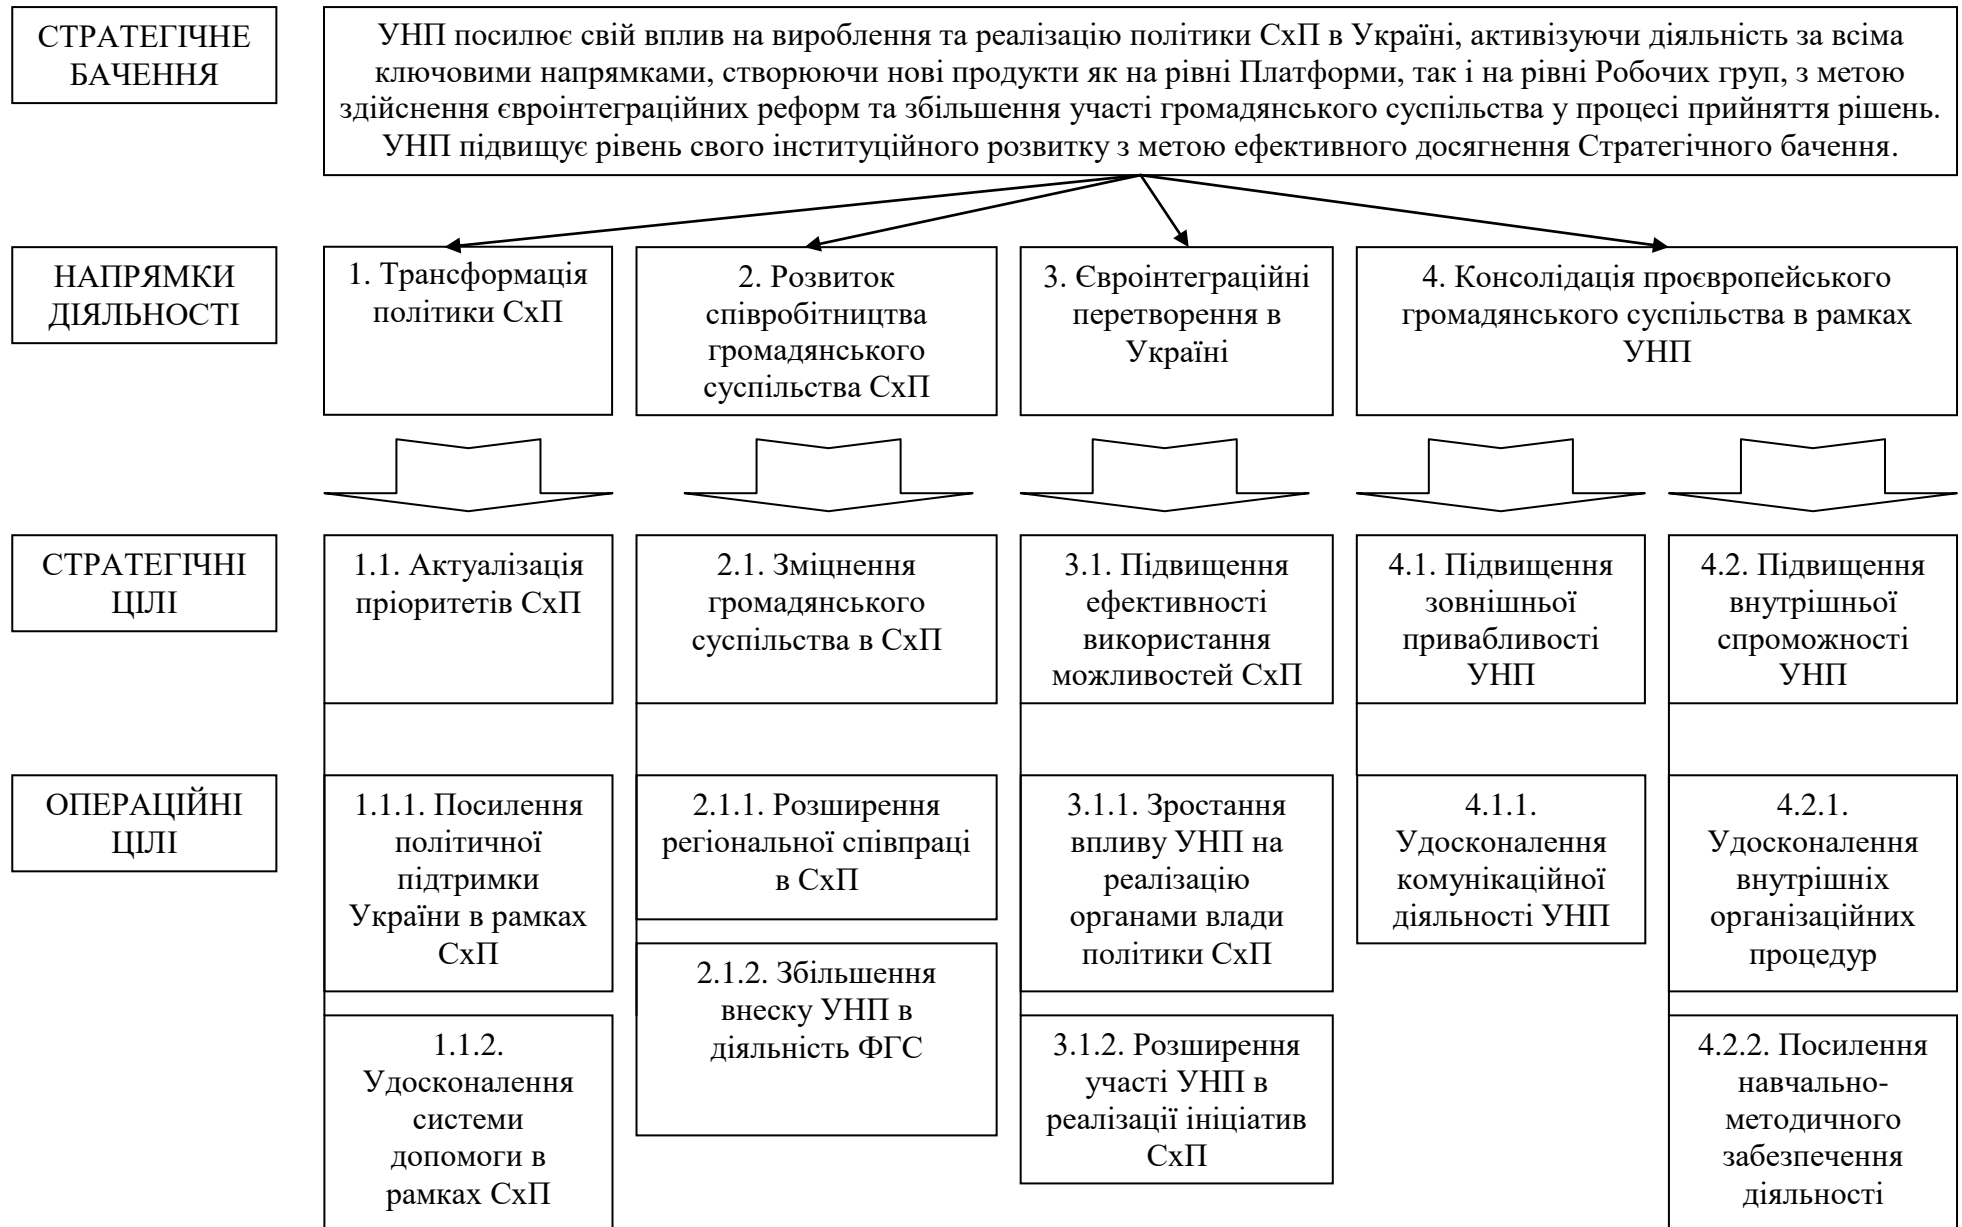 СТРАТЕГІЧНЕ
БАЧЕННЯ
УНП посилює свій вплив на вироблення та реалізацію політики СхП в Україні, активізуючи діяльність за всіма
ключовими напрямками, створюючи нові продукти як на рівні Платформи, так і на рівні Робочих груп, з метою
здійснення євроінтеграційних реформ та збільшення участі громадянського суспільства у процесі прийняття рішень.
УНП підвищує рівень свого інституційного розвитку з метою ефективного досягнення Стратегічного бачення.
НАПРЯМКИ
ДІЯЛЬНОСТІ
1. Трансформація
політики СхП
2. Розвиток
співробітництва
громадянського
суспільства СхП
3. Євроінтеграційні
перетворення в
Україні
4. Консолідація проєвропейського
громадянського суспільства в рамках
УНП
СТРАТЕГІЧНІ
ЦІЛІ
1.1. Актуалізація
пріоритетів СхП
2.1. Зміцнення
громадянського
суспільства в СхП
3.1. Підвищення
ефективності
використання
можливостей СхП
4.1. Підвищення
зовнішньої
привабливості
УНП
4.2. Підвищення
внутрішньої
спроможності
УНП
ОПЕРАЦІЙНІ
ЦІЛІ
1.1.1. Посилення
політичної
підтримки
України в рамках
СхП
1.1.2.
Удосконалення
системи
допомоги в
рамках СхП
2.1.1. Розширення
регіональної співпраці
в СхП
2.1.2. Збільшення
внеску УНП в
діяльність ФГС
3.1.1. Зростання
впливу УНП на
реалізацію
органами влади
політики СхП
3.1.2. Розширення
участі УНП в
реалізації ініціатив
СхП
4.1.1.
Удосконалення
комунікаційної
діяльності УНП
4.2.1.
Удосконалення
внутрішніх
організаційних
процедур
4.2.2. Посилення
навчально-
методичного
забезпечення
діяльності